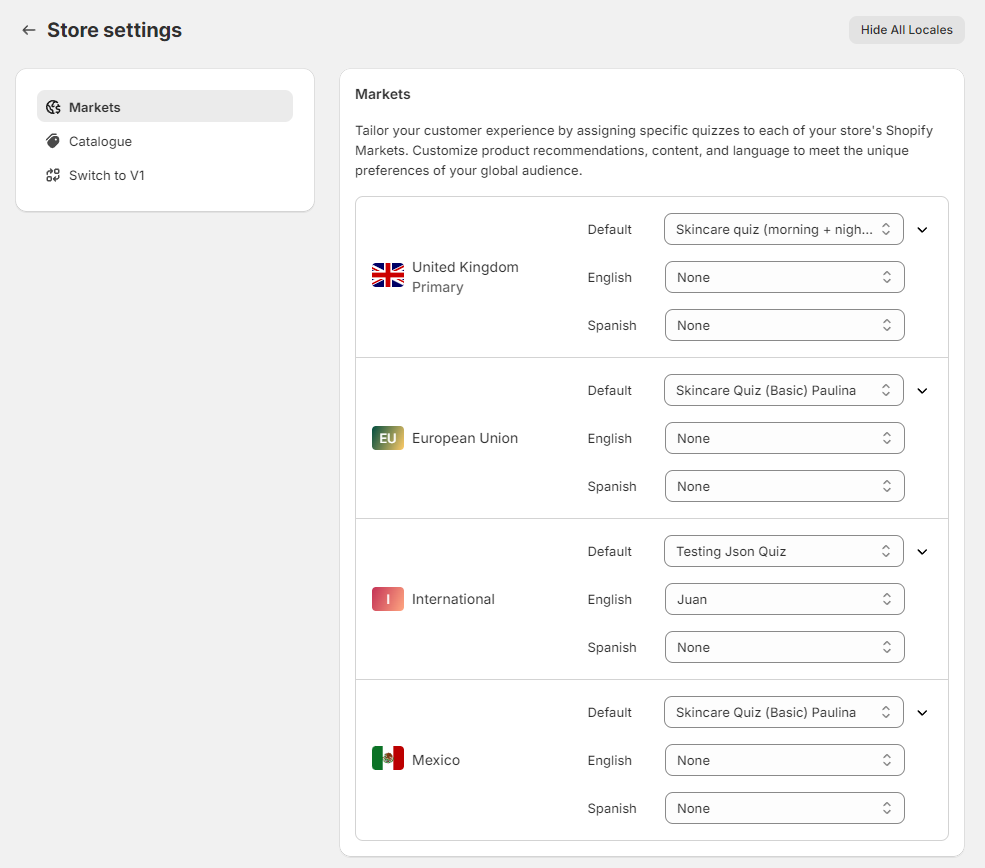 Store settings
Hide All Locales
Markets
Catalogue
Switch to V1
Markets
Tailor your customer experience by assigning specific quizzes to each of your store's Shopify
Markets. Customize product recommendations, content, and language to meet the unique
preferences of your global audience.
United Kingdom
Primary
Default
Skincare quiz (morning + nigh...
English
None
Spanish
None
EU
European Union
Default
Skincare Quiz (Basic) Paulina
English
None
Spanish
None
I
International
Default
Testing Json Quiz
English
Juan
Spanish
None
Mexico
Default
Skincare Quiz (Basic) Paulina
English
None
Spanish
None